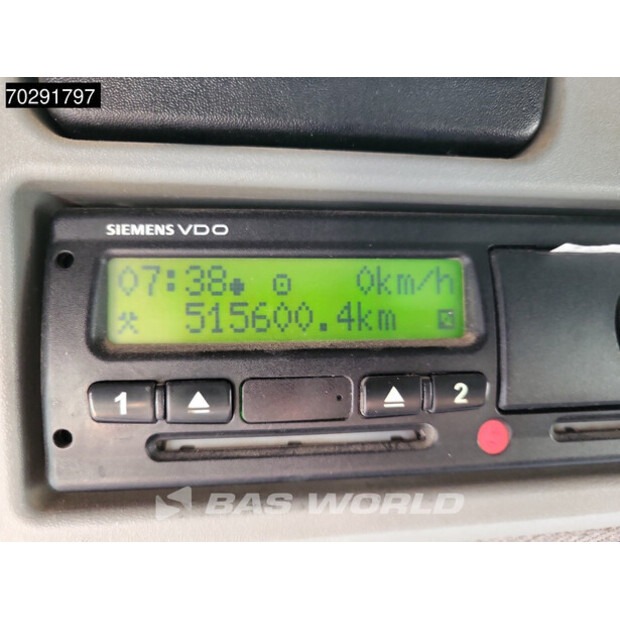 70291797
SIEMENS VDO
07:38 0km/h
515600.4km
1 2
BAS WORLD